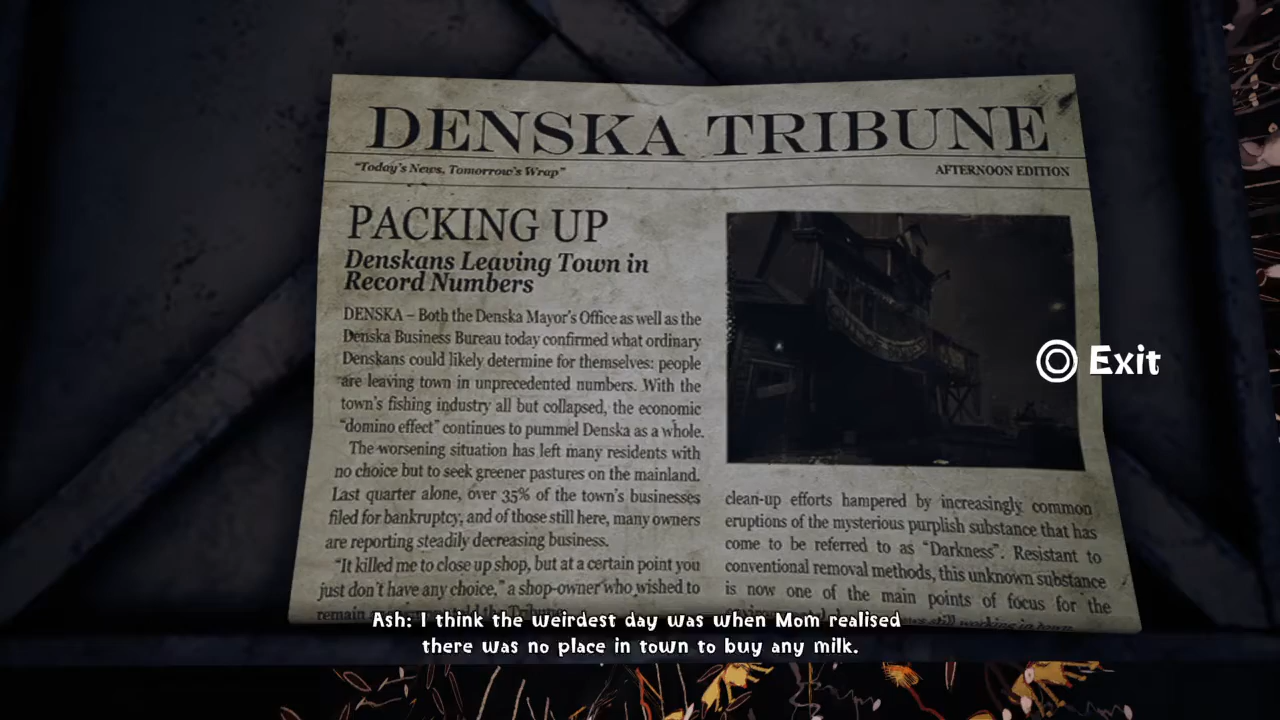 DENSKA TRIBUNE
"Today's News, Tomorrow's Wrap"
AFTERNOON EDITION
PACKING UP
Denskans Leaving Town in
Record Numbers
DENSKA – Both the Denska Mayor's Office as well as the
Denska Business Bureau today confirmed what ordinary
Denskans could likely determine for themselves: people
are leaving town in unprecedented numbers. With the
town's fishing industry all but collapsed, the economic
"domino effect" continues to pummel Denska as a whole.
The worsening situation has left many residents with
no choice but to seek greener pastures on the mainland.
Last quarter alone, over 35% of the town's businesses
filed for bankruptcy, and of those still here, many owners
are reporting steadily decreasing business.
"It killed me to close up shop, but at a certain point you
just don't have any choice," a shop-owner who wished to
remain told the
clean-up efforts hampered by increasingly common
eruptions of the mysterious purplish substance that has
come to be referred to as "Darkness". Resistant to
conventional removal methods, this unknown substance
is now one of the main points of focus for the
still working in town
Exit
Ash: I think the weirdest day was when Mom realised
there was no place in town to buy any milk.